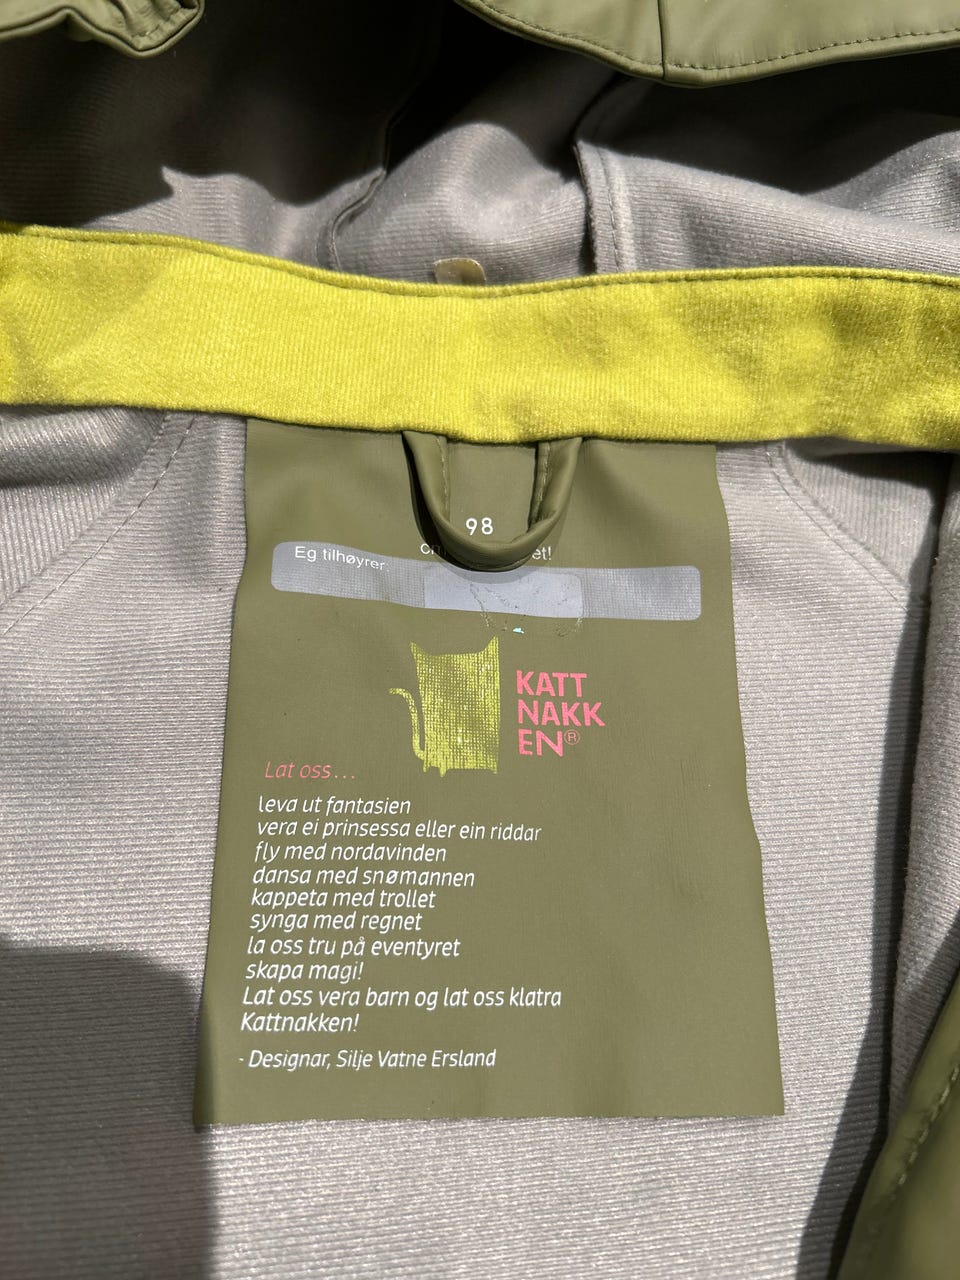 98
Eg tilhøyrer:
KATT
NAKK
EN®
Lat oss...
leva ut fantasien
vera ei prinsessa eller ein riddar
fly med nordavinden
dansa med snømannen
kappeta med trollet
synga med regnet
la oss tru på eventyret
skapa magi!
Lat oss vera barn og lat oss klatra
Kattnakken!
- Designar, Silje Vatne Ersland